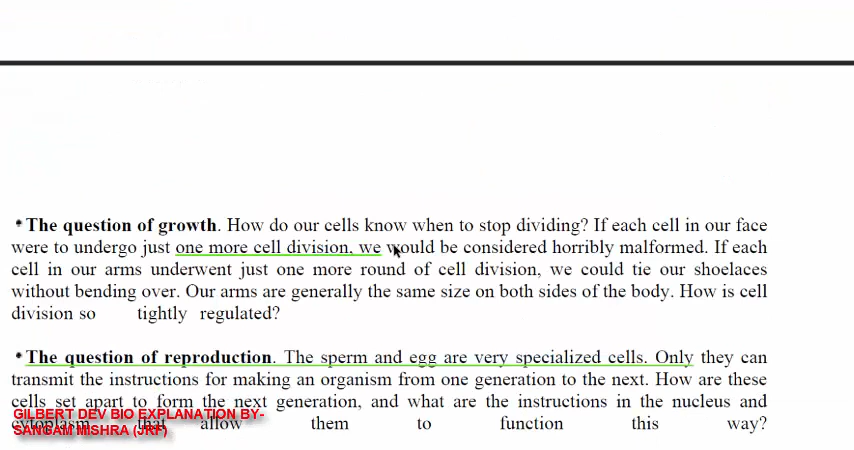 • The question of growth. How do our cells know when to stop dividing? If each cell in our face
were to undergo just one more cell division, we would be considered horribly malformed. If each
cell in our arms underwent just one more round of cell division, we could tie our shoelaces
without bending over. Our arms are generally the same size on both sides of the body. How is cell
division so tightly regulated?
• The question of reproduction. The sperm and egg are very specialized cells. Only they can
transmit the instructions for making an organism from one generation to the next. How are these
cells set apart to form the next generation, and what are the instructions in the nucleus and
cytoplasm that allow them to function this way?
GILBERT DEV BIO EXPLANATION BY-
SANGAM MISHRA (JRF)